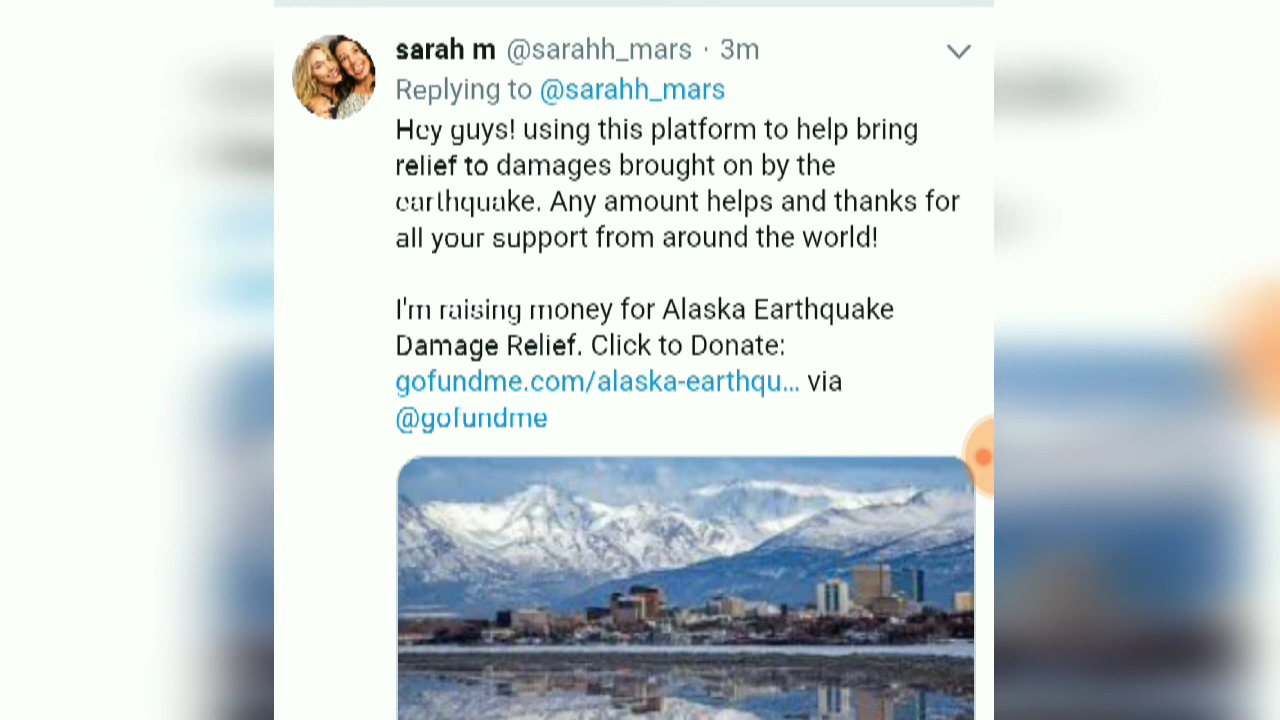 sarah m @sarahh_mars · 3m
Replying to @sarahh_mars
Hey guys! using this platform to help bring
relief to damages brought on by the
earthquake. Any amount helps and thanks for
all your support from around the world!
I'm raising money for Alaska Earthquake
Damage Relief. Click to Donate:
gofundme.com/alaska-earthqu... via
@gofundme